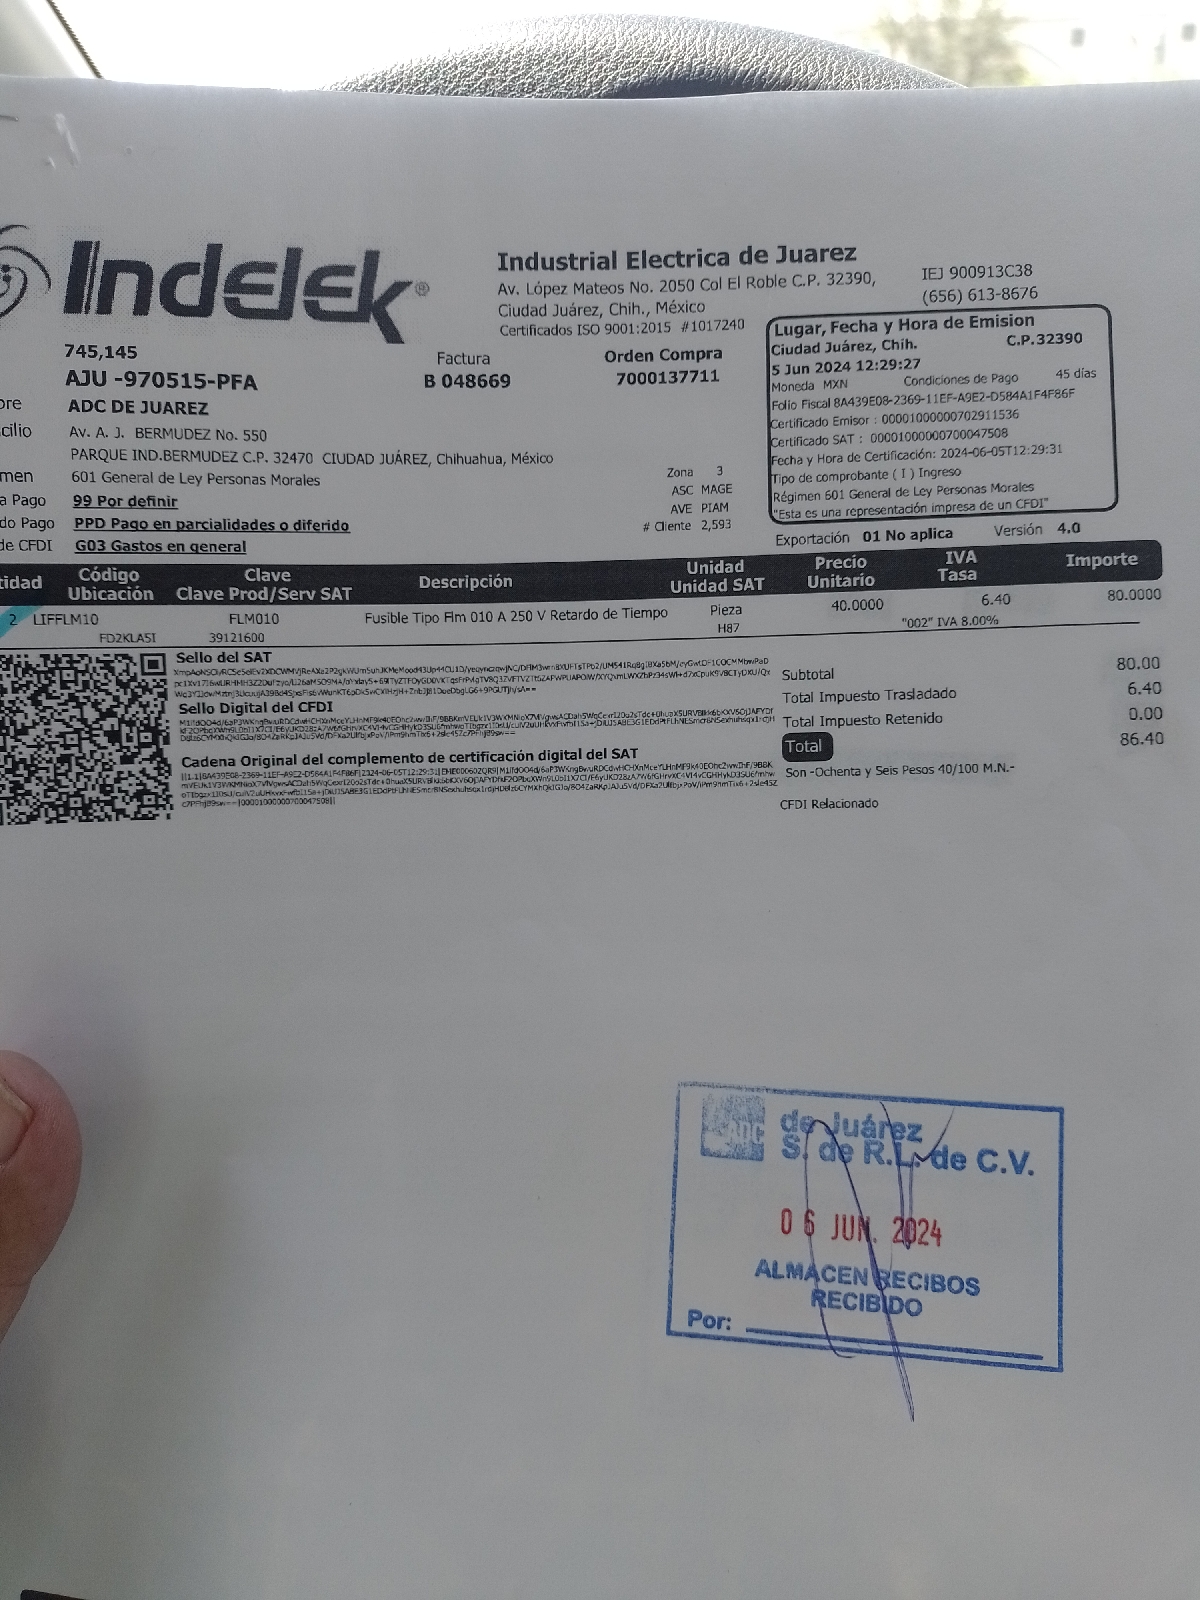 Indelek®
Industrial Electrica de Juarez
Av. López Mateos No. 2050 Col El Roble C.P. 32390,
Ciudad Juárez, Chih., México
Certificados ISO 9001:2015 #1017240
IEJ 900913C38
(656) 613-8676
745,145
AJU -970515-PFA
Factura
B 048669
Orden Compra
7000137711
Lugar, Fecha y Hora de Emision
Ciudad Juárez, Chih. C.P.32390
5 Jun 2024 12:29:27
Moneda MXN Condiciones de Pago 45 días
Folio Fiscal 8A439E08-2369-11EF-A9E2-D584A1F4F86F
Certificado Emisor : 00001000000702911536
Certificado SAT : 00001000000700047508
Fecha y Hora de Certificación: 2024-06-05T12:29:31
Tipo de comprobante ( I ) Ingreso
Régimen 601 General de Ley Personas Morales
"Esta es una representación impresa de un CFDI"
Exportación 01 No aplica Versión 4.0
bre ADC DE JUAREZ
cilio Av. A. J. BERMUDEZ No. 550
PARQUE IND.BERMUDEZ C.P. 32470 CIUDAD JUÁREZ, Chihuahua, México
men 601 General de Ley Personas Morales
a Pago 99 Por definir
do Pago PPD Pago en parcialidades o diferido
de CFDI G03 Gastos en general
Zona 3
ASC MAGE
AVE PIAM
# Cliente 2,593
tidad Código Ubicación Clave Clave Prod/Serv SAT Descripción Unidad Unidad SAT Precio Unitario IVA Tasa Importe
2 LIFFLM10 FLM010 Fusible Tipo Flm 010 A 250 V Retardo de Tiempo Pieza 40.0000 6.40 80.0000
FD2KLA5I 39121600 H87 "002" IVA 8.00%
Sello del SAT
Sello Digital del CFDI
Cadena Original del complemento de certificación digital del SAT
Subtotal 80.00
Total Impuesto Trasladado 6.40
Total Impuesto Retenido 0.00
Total 86.40
Son -Ochenta y Seis Pesos 40/100 M.N.-
CFDI Relacionado
ADC de Juárez
S. de R.L. de C.V.
06 JUN. 2024
ALMACEN RECIBOS
RECIBIDO
Por: